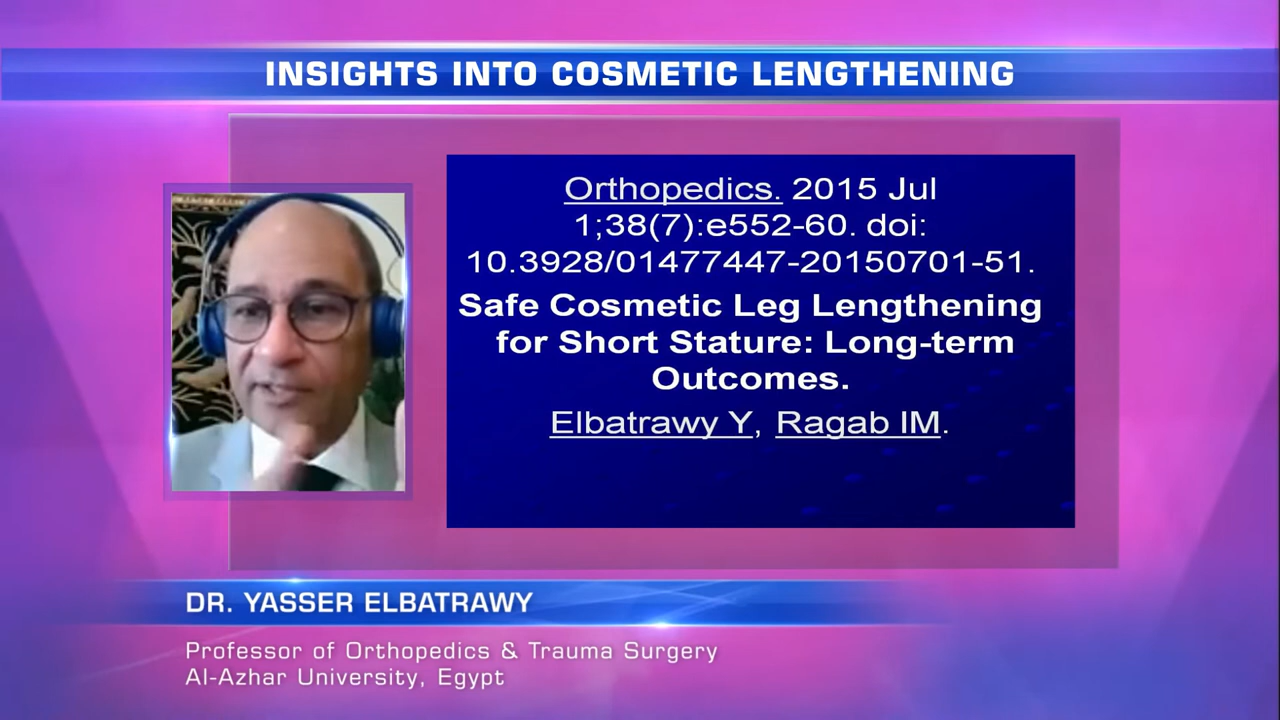 INSIGHTS INTO COSMETIC LENGTHENING
Orthopedics. 2015 Jul
1;38(7):e552-60. doi:
10.3928/01477447-20150701-51.
Safe Cosmetic Leg Lengthening
for Short Stature: Long-term
Outcomes.
Elbatrawy Y, Ragab IM.
DR. YASSER ELBATRAWY
Professor of Orthopedics & Trauma Surgery
Al-Azhar University, Egypt